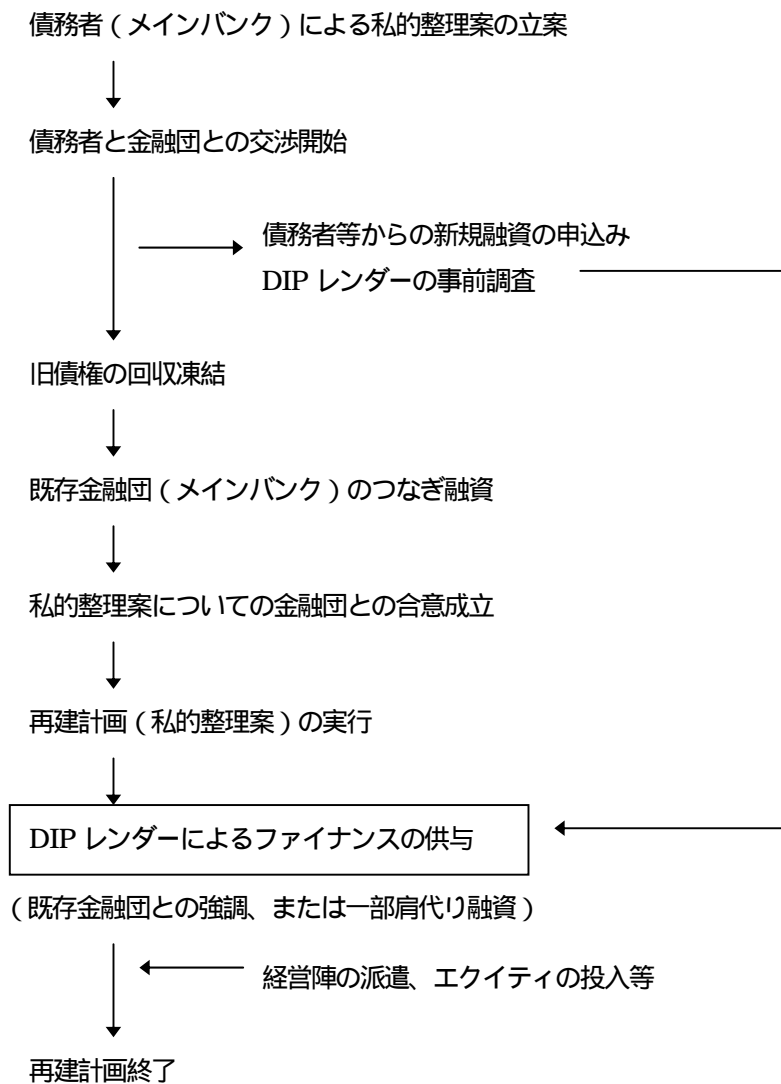 債務者（メインバンク）による私的整理案の立案
債務者と金融団との交渉開始
債務者等からの新規融資の申込み
DIP レンダーの事前調査
旧債権の回収凍結
既存金融団（メインバンク）のつなぎ融資
私的整理案についての金融団との合意成立
再建計画（私的整理案）の実行
DIP レンダーによるファイナンスの供与
（既存金融団との強調、または一部肩代り融資）
経営陣の派遣、エクイティの投入等
再建計画終了